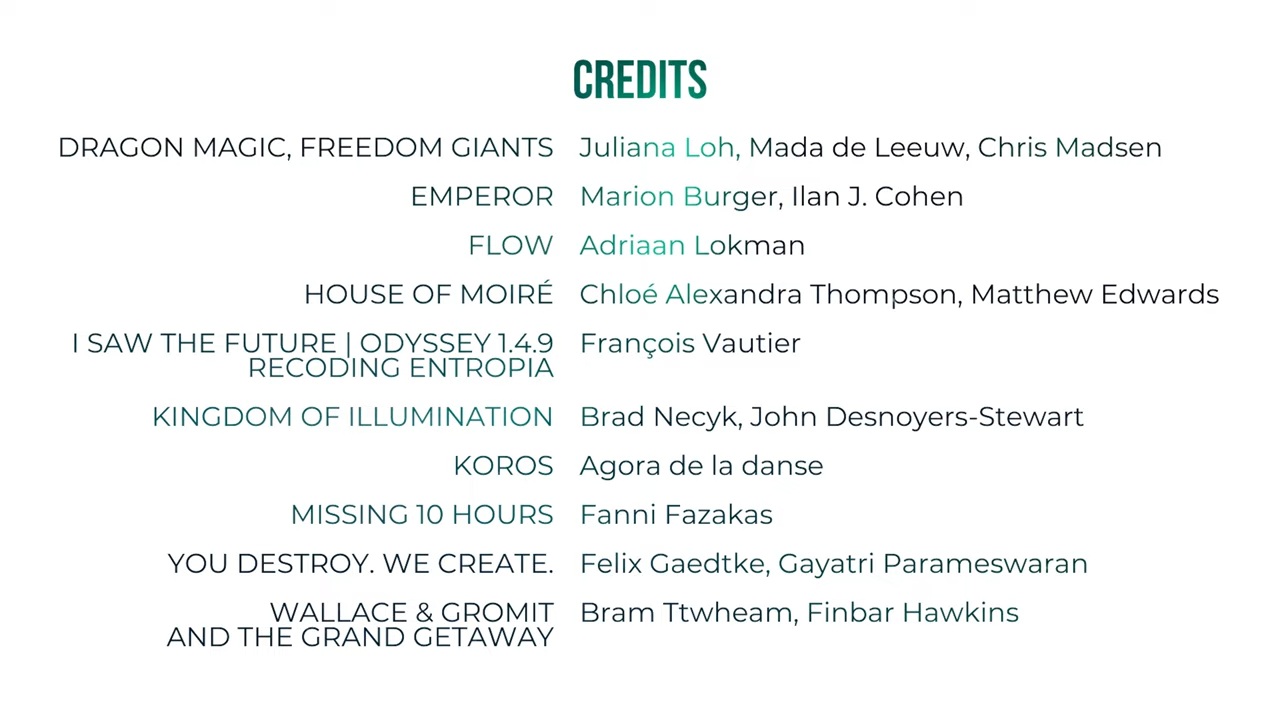 CREDITS
DRAGON MAGIC, FREEDOM GIANTS Juliana Loh, Mada de Leeuw, Chris Madsen
EMPEROR Marion Burger, Ilan J. Cohen
FLOW Adriaan Lokman
HOUSE OF MOIRÉ Chloé Alexandra Thompson, Matthew Edwards
I SAW THE FUTURE | ODYSSEY 1.4.9 François Vautier
RECODING ENTROPIA
KINGDOM OF ILLUMINATION Brad Necyk, John Desnoyers-Stewart
KOROS Agora de la danse
MISSING 10 HOURS Fanni Fazakas
YOU DESTROY. WE CREATE. Felix Gaedtke, Gayatri Parameswaran
WALLACE & GROMIT Bram Ttwheam, Finbar Hawkins
AND THE GRAND GETAWAY